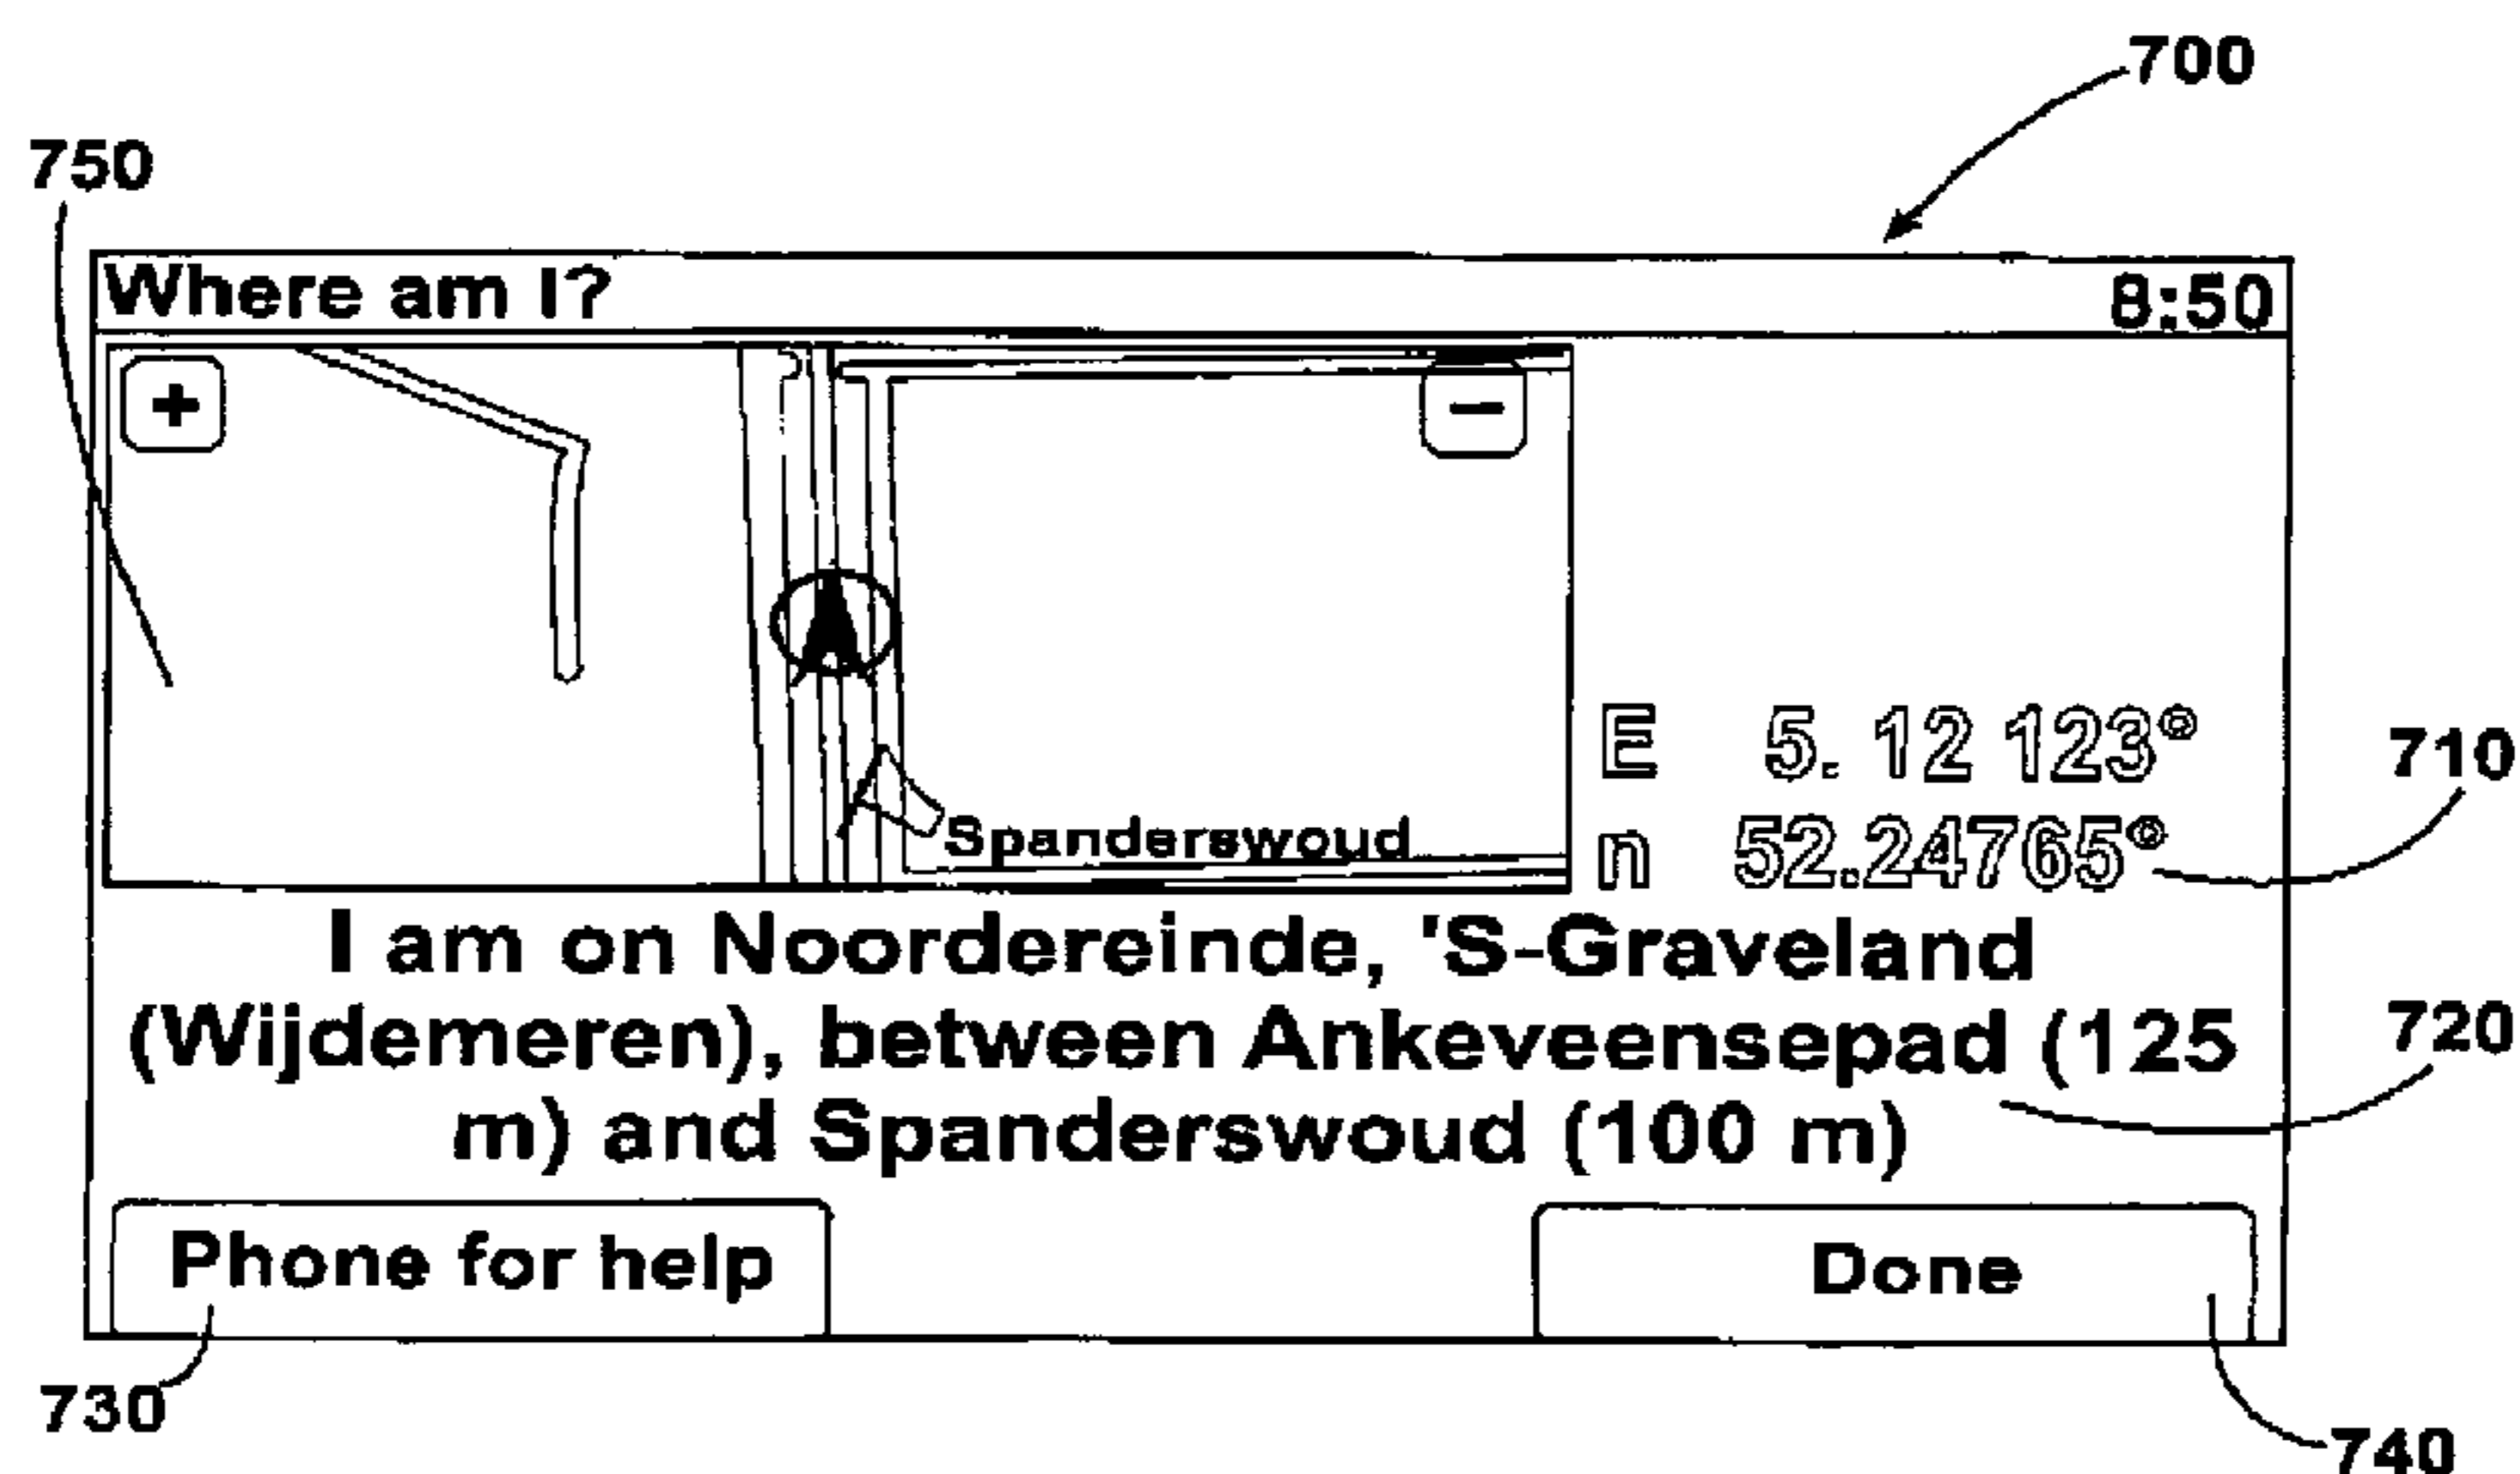 700
750
Where am I? 8:50
+ −
E 5. 12 123°
710
Spanderswoud
n 52.24765°
I am on Noordereinde, 'S-Graveland
(Wijdemeren), between Ankeveensepad (125
720
m) and Spanderswoud (100 m)
Phone for help Done
730
740